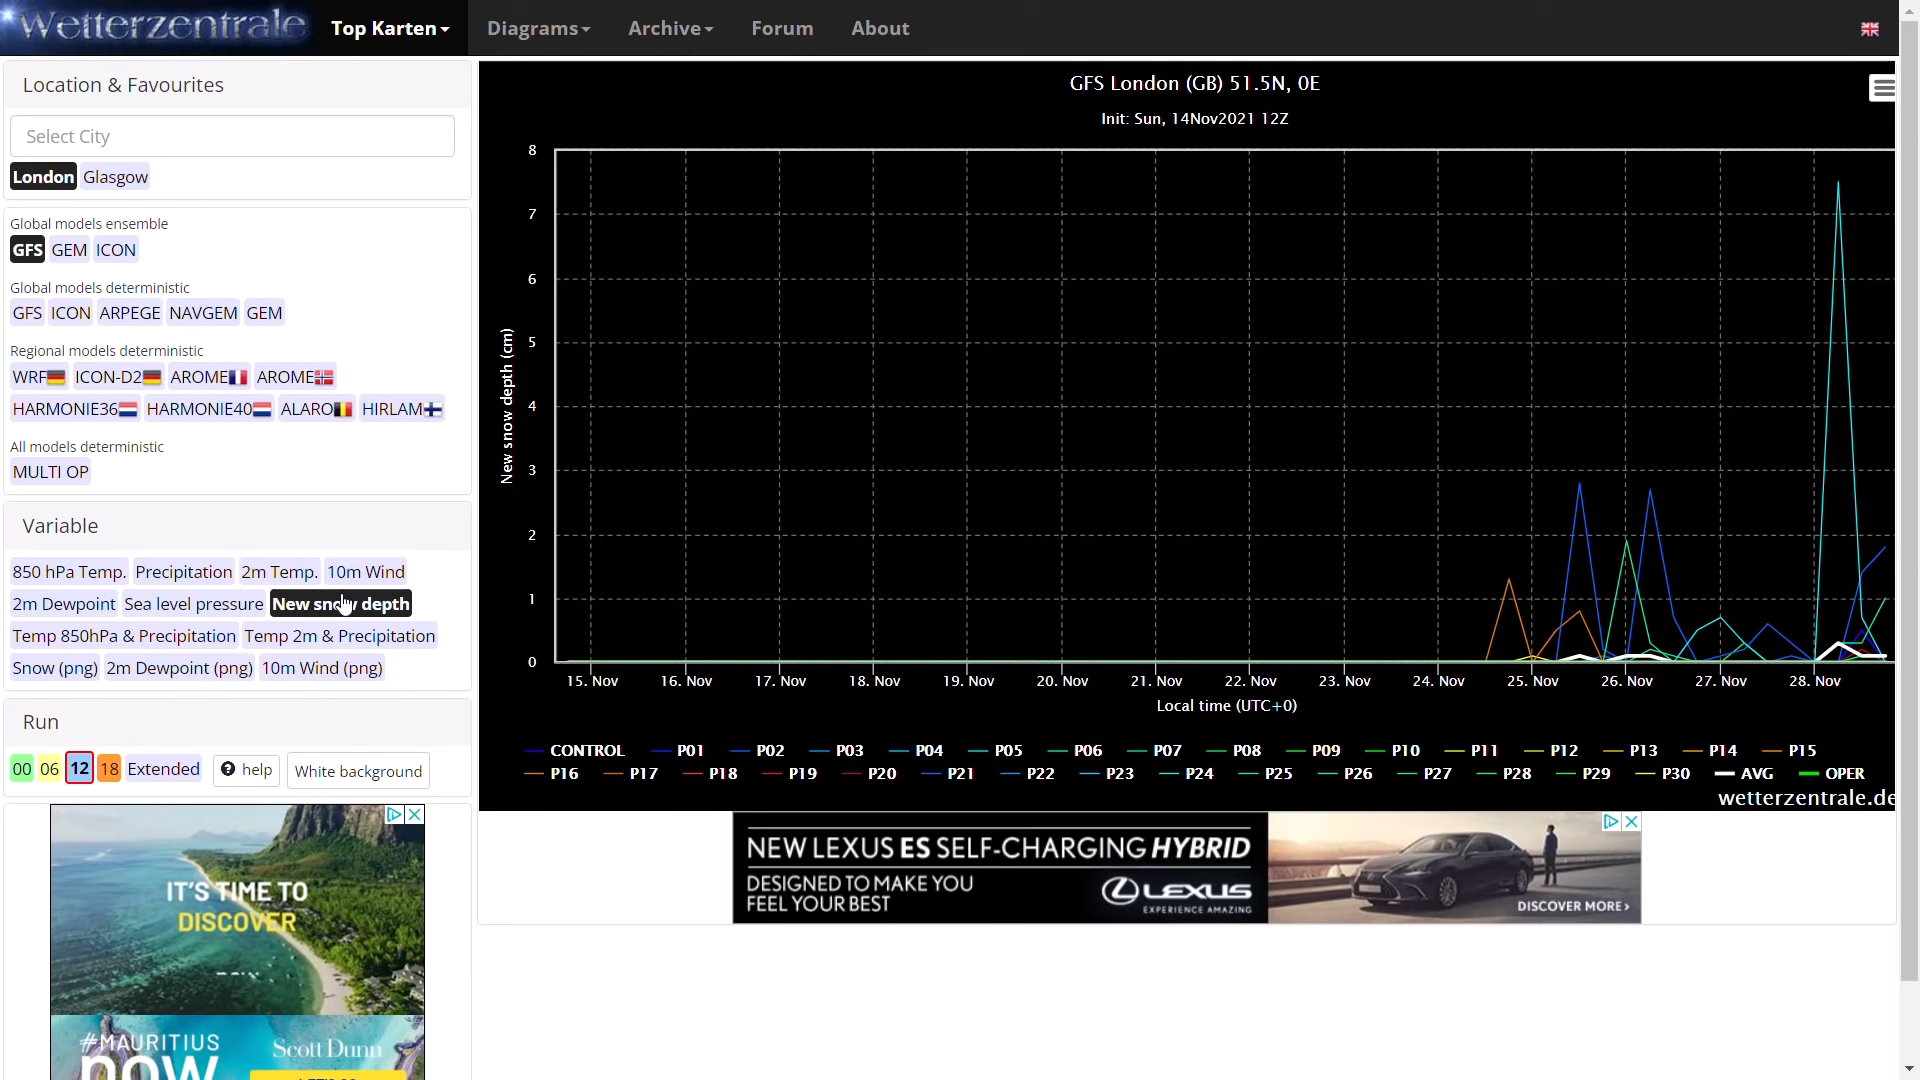 Wetterzentrale
Top Karten
Diagrams
Archive
Forum
About
Location & Favourites
Select City
London Glasgow
Global models ensemble
GFS GEM ICON
Global models deterministic
GFS ICON ARPEGE NAVGEM GEM
Regional models deterministic
WRF ICON-D2 AROME AROME
HARMONIE36 HARMONIE40 ALARO HIRLAM
All models deterministic
MULTI OP
Variable
850 hPa Temp. Precipitation 2m Temp. 10m Wind
2m Dewpoint Sea level pressure New snow depth
Temp 850hPa & Precipitation Temp 2m & Precipitation
Snow (png) 2m Dewpoint (png) 10m Wind (png)
Run
00 06 12 18 Extended help White background
IT'S TIME TO
DISCOVER
#MAURITIUS
now
Scott Dunn
GFS London (GB) 51.5N, 0E
Init: Sun, 14Nov2021 12Z
New snow depth (cm)
8
7
6
5
4
3
2
1
0
15. Nov 16. Nov 17. Nov 18. Nov 19. Nov 20. Nov 21. Nov 22. Nov 23. Nov 24. Nov 25. Nov 26. Nov 27. Nov 28. Nov
Local time (UTC+0)
CONTROL P01 P02 P03 P04 P05 P06 P07 P08 P09 P10 P11 P12 P13 P14 P15
P16 P17 P18 P19 P20 P21 P22 P23 P24 P25 P26 P27 P28 P29 P30 AVG OPER
wetterzentrale.de
NEW LEXUS ES SELF-CHARGING HYBRID
DESIGNED TO MAKE YOU
FEEL YOUR BEST
LEXUS
EXPERIENCE AMAZING
DISCOVER MORE>